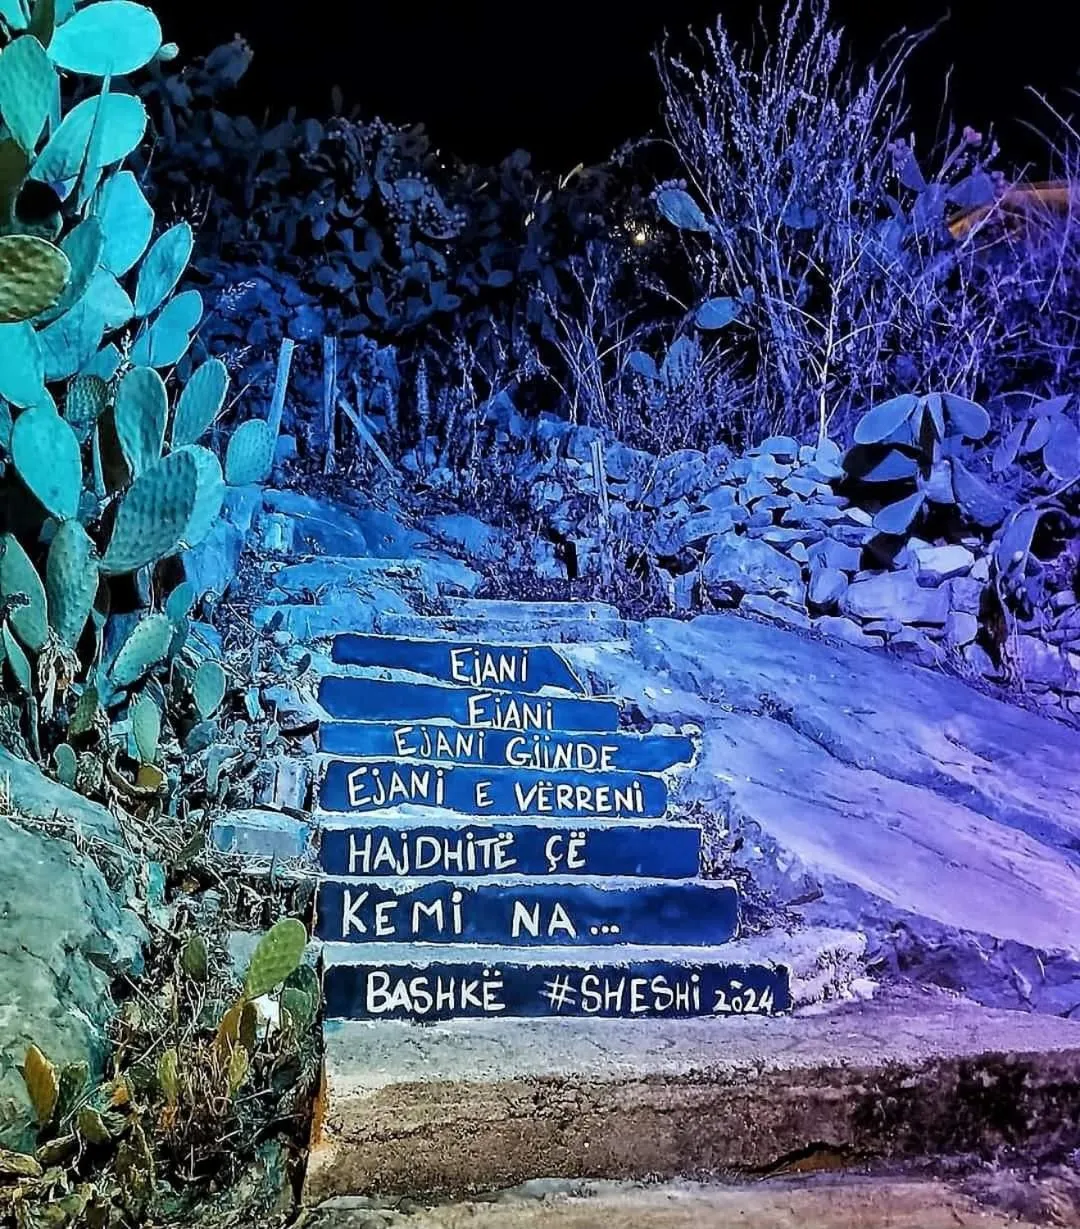 EJANI
EJANI
EJANI GJINDE
EJANI E VËRRENI
HAJDHITË ÇË
KEMI NA...
BASHKË #SHESHI 2024